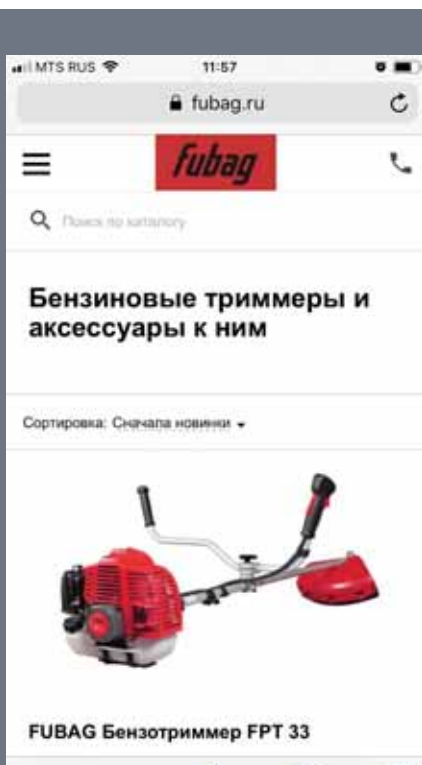 MTS RUS 11:57
fubag.ru
fubag
Поиск по каталогу
Бензиновые триммеры и
аксессуары к ним
Сортировка: Сначала новинки
FUBAG Бензотриммер FPT 33